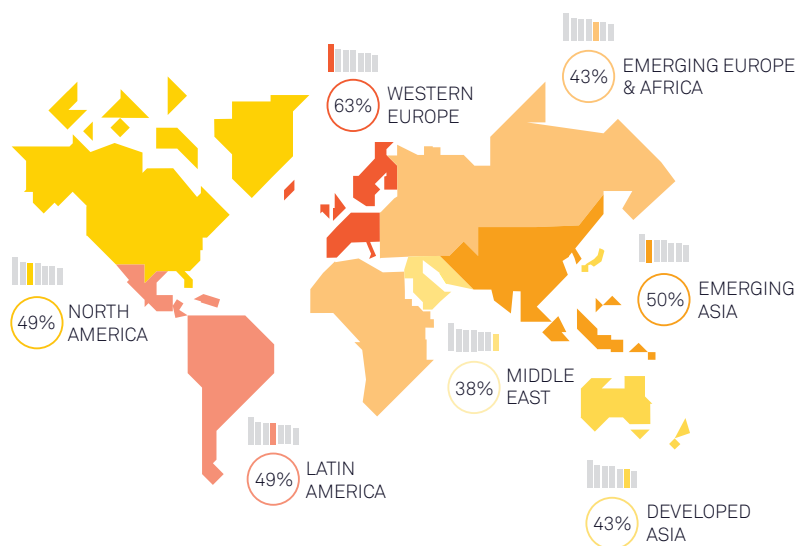 43%
EMERGING EUROPE
& AFRICA
63%
WESTERN
EUROPE
49%
NORTH
AMERICA
50%
EMERGING
ASIA
38%
MIDDLE
EAST
49%
LATIN
AMERICA
43%
DEVELOPED
ASIA